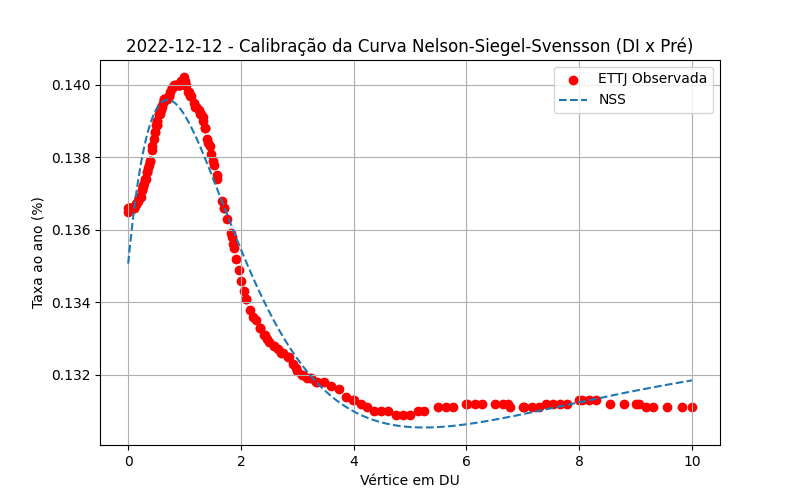 2022-12-12 - Calibração da Curva Nelson-Siegel-Svensson (DI x Pré)
ETTJ Observada
NSS
Taxa ao ano (%)
0.140
0.138
0.136
0.134
0.132
0 2 4 6 8 10
Vértice em DU